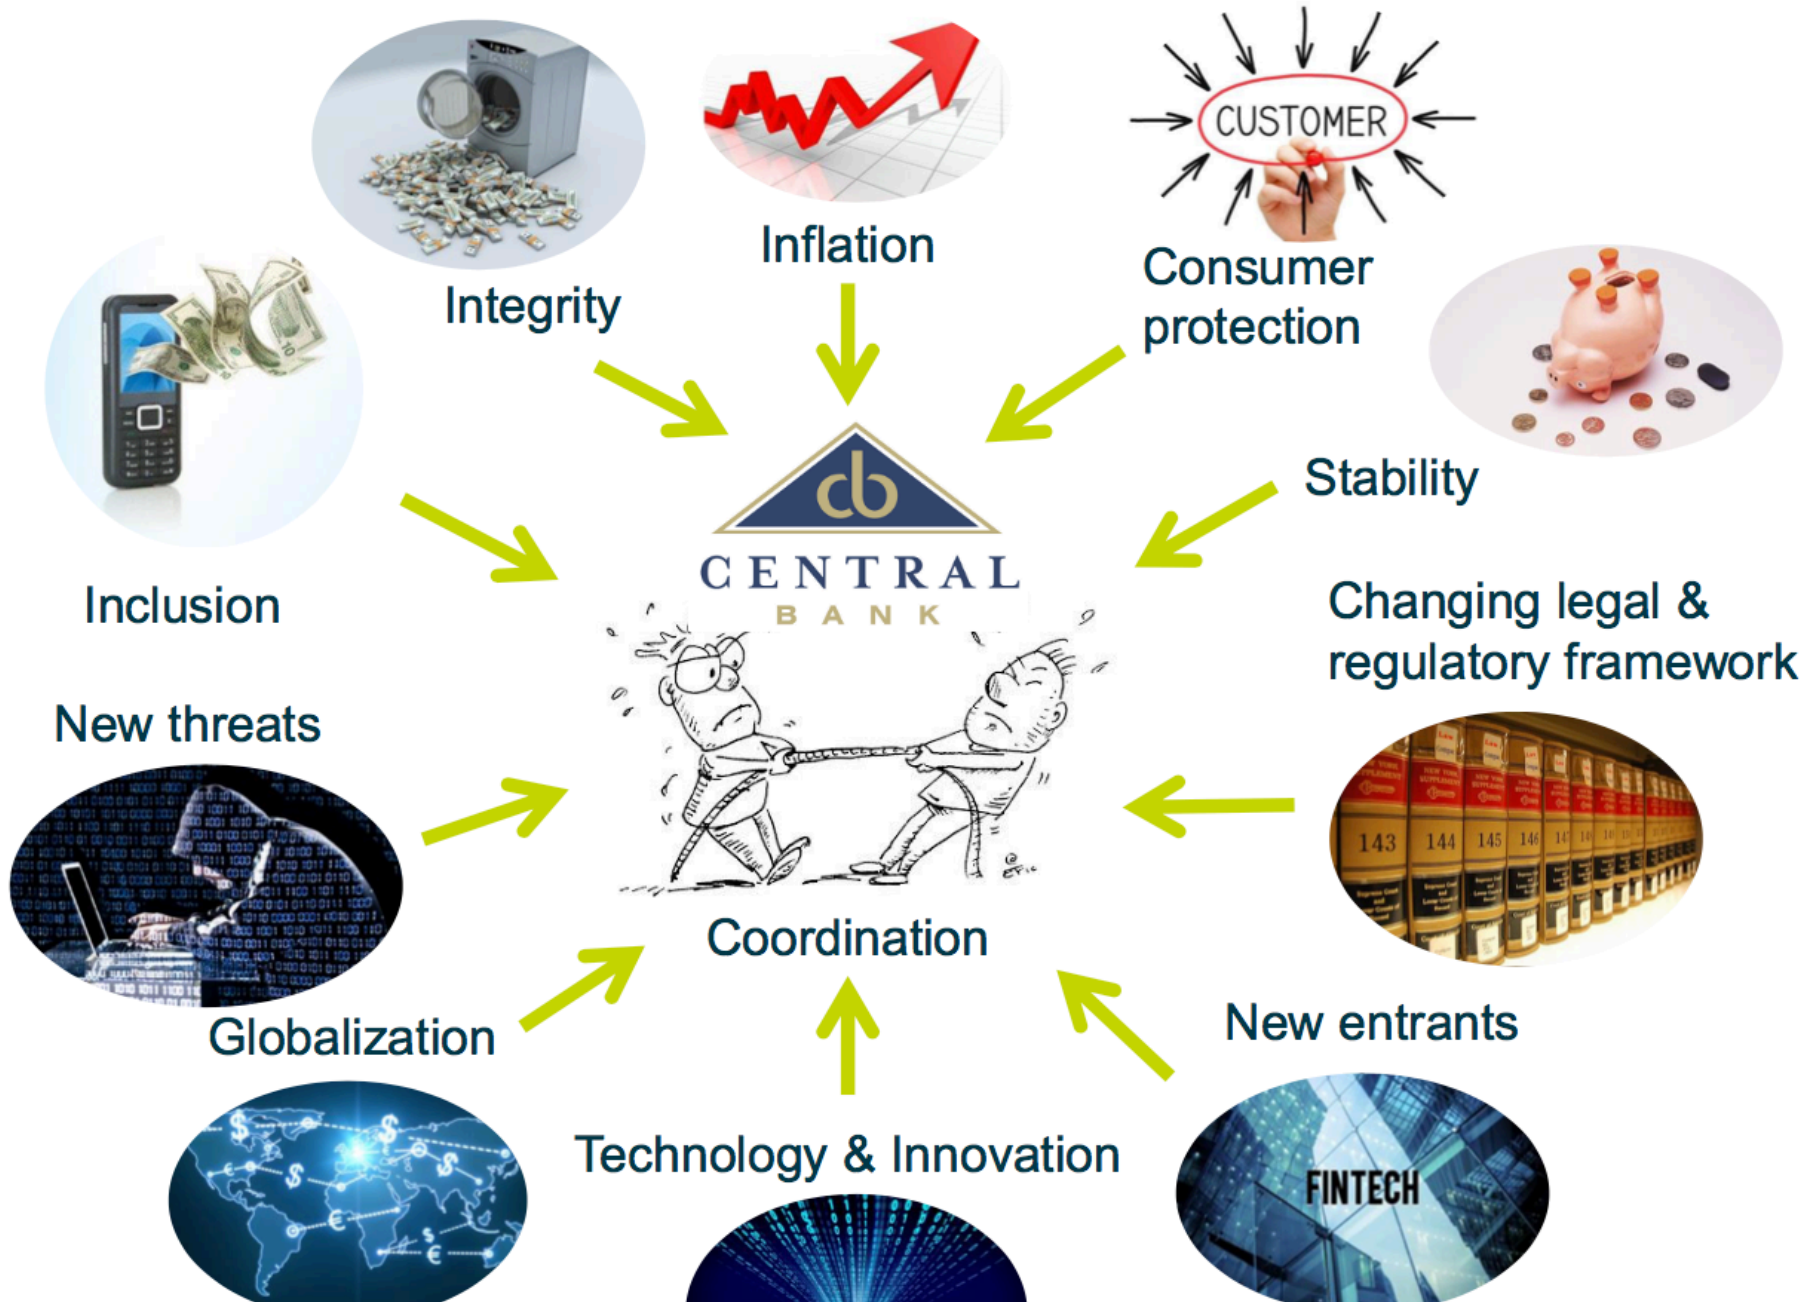 CUSTOMER
Inflation
Consumer
protection
Integrity
Stability
cb
CENTRAL
BANK
Inclusion
Changing legal &
regulatory framework
New threats
143
144
145
146
Coordination
Globalization
New entrants
Technology & Innovation
FINTECH